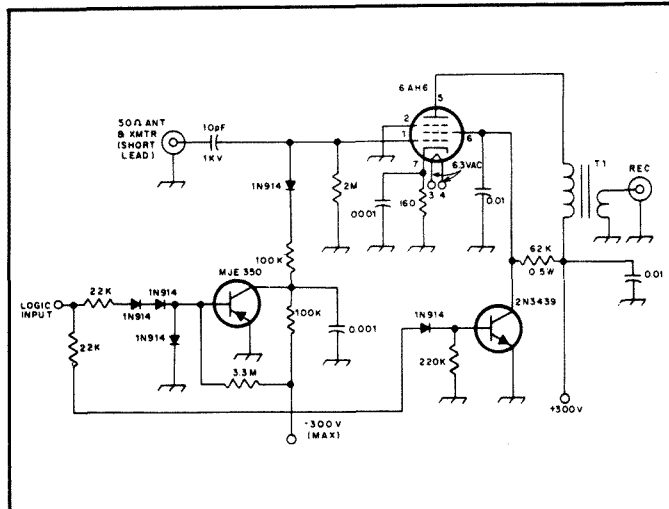 6AH6
5
2
1
6
7
3 4
6.3VAC
50Ω ANT
& XMTR
(SHORT
LEAD)
10pF
1KV
1N914
2M
0.001
160
0.01
T1
REC
100K
62K
0.5W
0.01
MJE 350
2N3439
LOGIC
INPUT
22K
1N914
1N914
1N914
100K
0.001
1N914
22K
3.3M
220K
-300V
(MAX)
+300V